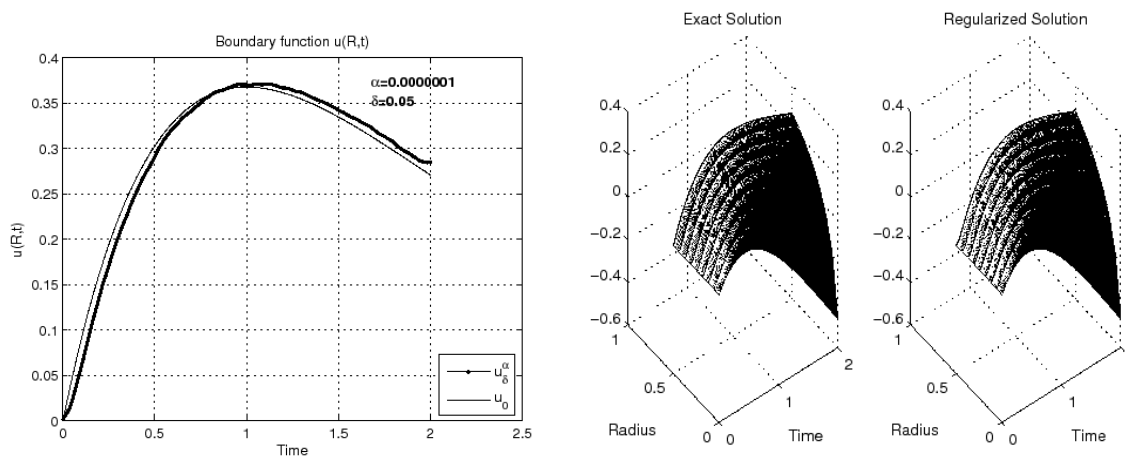 Boundary function u(R,t)
0.4
0.35
0.3
0.25
0.2
0.15
0.1
0.05
0
u(R,t)
α=0.0000001
δ=0.05
u_δ^α
u_0
0 0.5 1 1.5 2 2.5
Time
Exact Solution
0.4
0.2
0
−0.2
−0.4
−0.6
1
0.5
0
0
1
2
Radius
Time
Regularized Solution
0.4
0.2
0
−0.2
−0.4
−0.6
1
0.5
0
0
1
Radius
Time